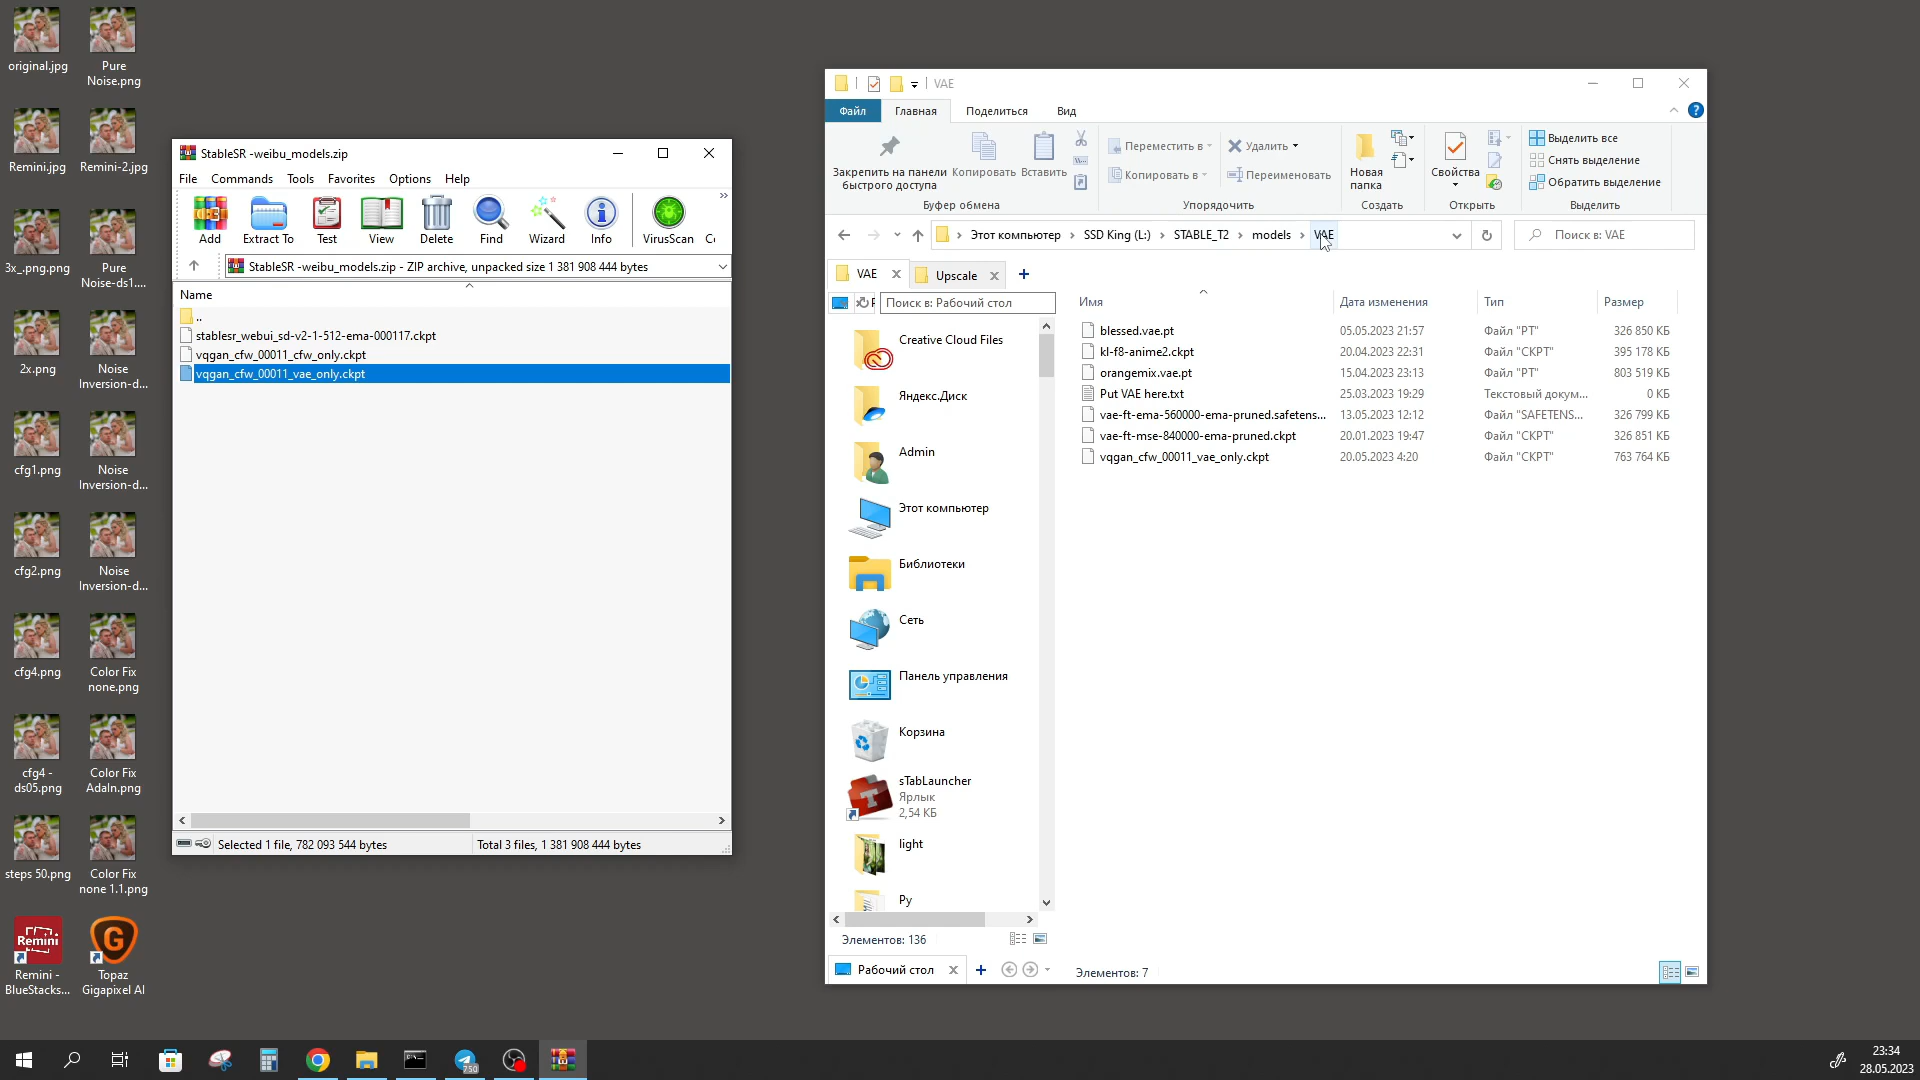 original.jpg
Pure
Noise.png
Remini.jpg
Remini-2.jpg
3x_.png.png
Pure
Noise-ds1....
2x.png
Noise
Inversion-d...
cfg1.png
Noise
Inversion-d...
cfg2.png
Noise
Inversion-d...
cfg4.png
Color Fix
none.png
cfg4 -
ds05.png
Color Fix
AdaIn.png
steps 50.png
Color Fix
none 1.1.png
Remini
Remini -
BlueStacks...
Topaz
Gigapixel AI
StableSR -weibu_models.zip
File Commands Tools Favorites Options Help
Add Extract To Test View Delete Find Wizard Info VirusScan C
StableSR -weibu_models.zip - ZIP archive, unpacked size 1 381 908 444 bytes
Name
..
stablesr_webui_sd-v2-1-512-ema-000117.ckpt
vqgan_cfw_00011_cfw_only.ckpt
vqgan_cfw_00011_vae_only.ckpt
Selected 1 file, 782 093 544 bytes
Total 3 files, 1 381 908 444 bytes
VAE
Файл Главная Поделиться Вид
Закрепить на панели
быстрого доступа
Копировать
Вставить
Буфер обмена
Переместить в
Копировать в
Удалить
Переименовать
Упорядочить
Новая
папка
Создать
Свойства
Открыть
Выделить все
Снять выделение
Обратить выделение
Выделить
Этот компьютер SSD King (L:) STABLE_T2 models VAE
Поиск в: VAE
VAE
Upscale
Поиск в: Рабочий стол
Creative Cloud Files
Яндекс.Диск
Admin
Этот компьютер
Библиотеки
Сеть
Панель управления
Корзина
sTabLauncher
Ярлык
2,54 КБ
light
Py
Элементов: 136
Рабочий стол
Имя Дата изменения Тип Размер
blessed.vae.pt 05.05.2023 21:57 Файл "PT" 326 850 КБ
kl-f8-anime2.ckpt 20.04.2023 22:31 Файл "CKPT" 395 178 КБ
orangemix.vae.pt 15.04.2023 23:13 Файл "PT" 803 519 КБ
Put VAE here.txt 25.03.2023 19:29 Текстовый докум... 0 КБ
vae-ft-ema-560000-ema-pruned.safetens... 13.05.2023 12:12 Файл "SAFETENS... 326 799 КБ
vae-ft-mse-840000-ema-pruned.ckpt 20.01.2023 19:47 Файл "CKPT" 326 851 КБ
vqgan_cfw_00011_vae_only.ckpt 20.05.2023 4:20 Файл "CKPT" 763 764 КБ
Элементов: 7
750
23:34
28.05.2023